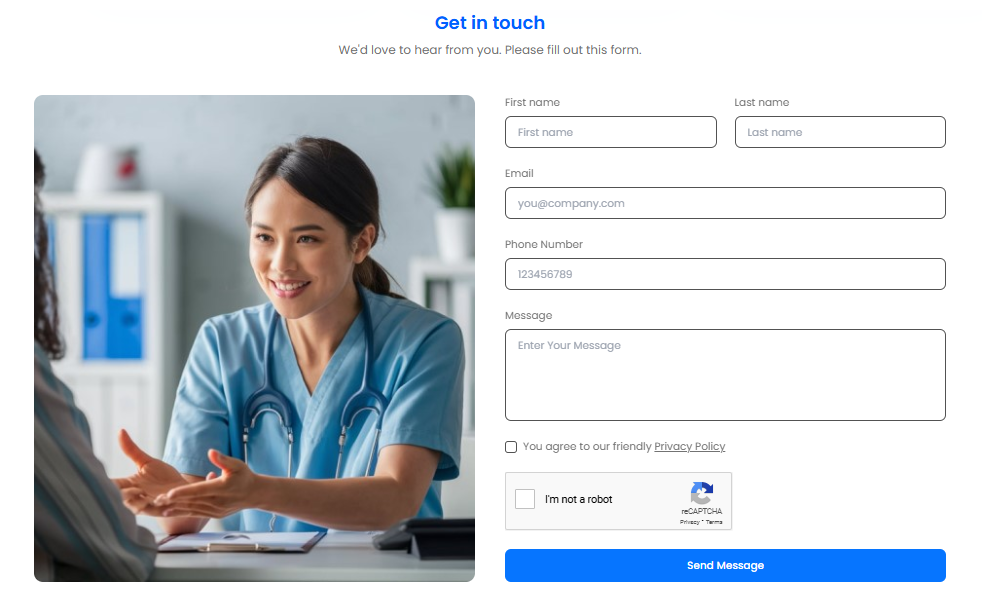 Get in touch
We'd love to hear from you. Please fill out this form.
First name
Last name
First name
Last name
Email
you@company.com
Phone Number
123456789
Message
Enter Your Message
You agree to our friendly Privacy Policy
I'm not a robot
reCAPTCHA
Privacy - Terms
Send Message